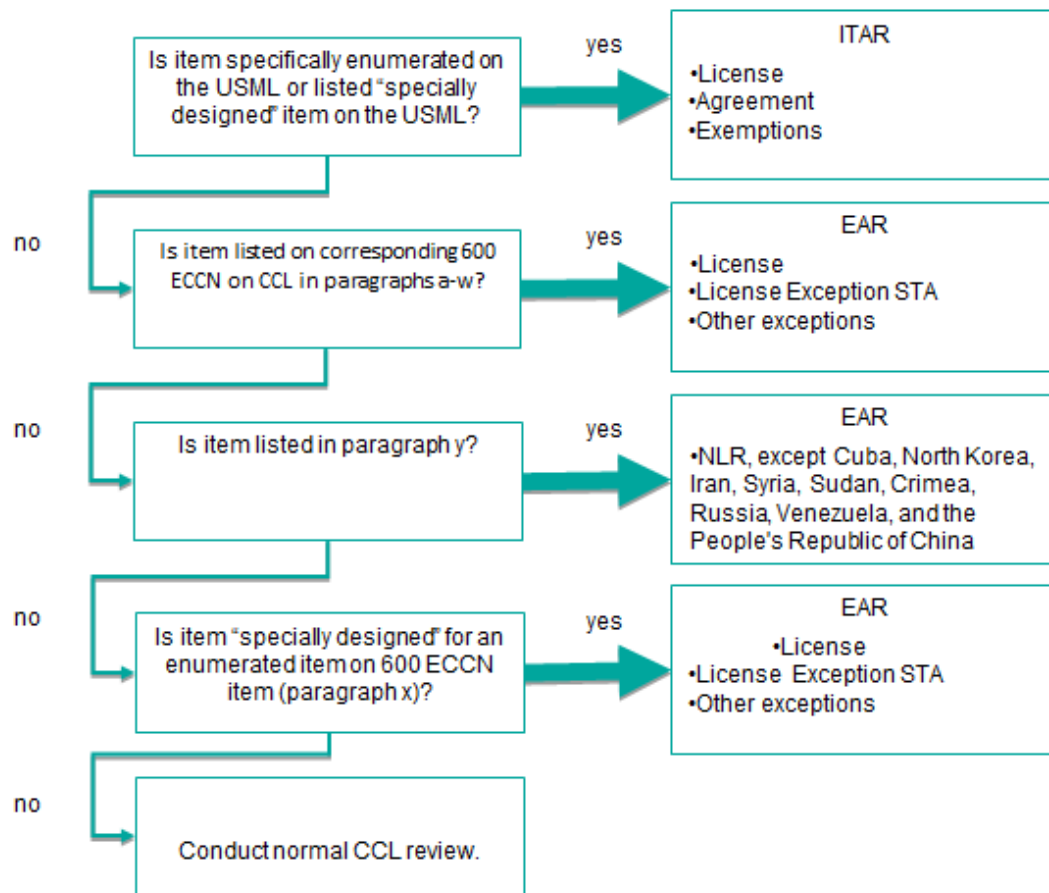 Is item specifically enumerated on
the USML or listed “specially
designed” item on the USML?
yes
ITAR
•License
•Agreement
•Exemptions
no
Is item listed on corresponding 600
ECCN on CCL in paragraphs a-w?
yes
EAR
•License
•License Exception STA
•Other exceptions
no
Is item listed in paragraph y?
yes
EAR
•NLR, except Cuba, North Korea,
Iran, Syria, Sudan, Crimea,
Russia, Venezuela, and the
People's Republic of China
no
Is item “specially designed” for an
enumerated item on 600 ECCN
item (paragraph x)?
yes
EAR
•License
•License Exception STA
•Other exceptions
no
Conduct normal CCL review.